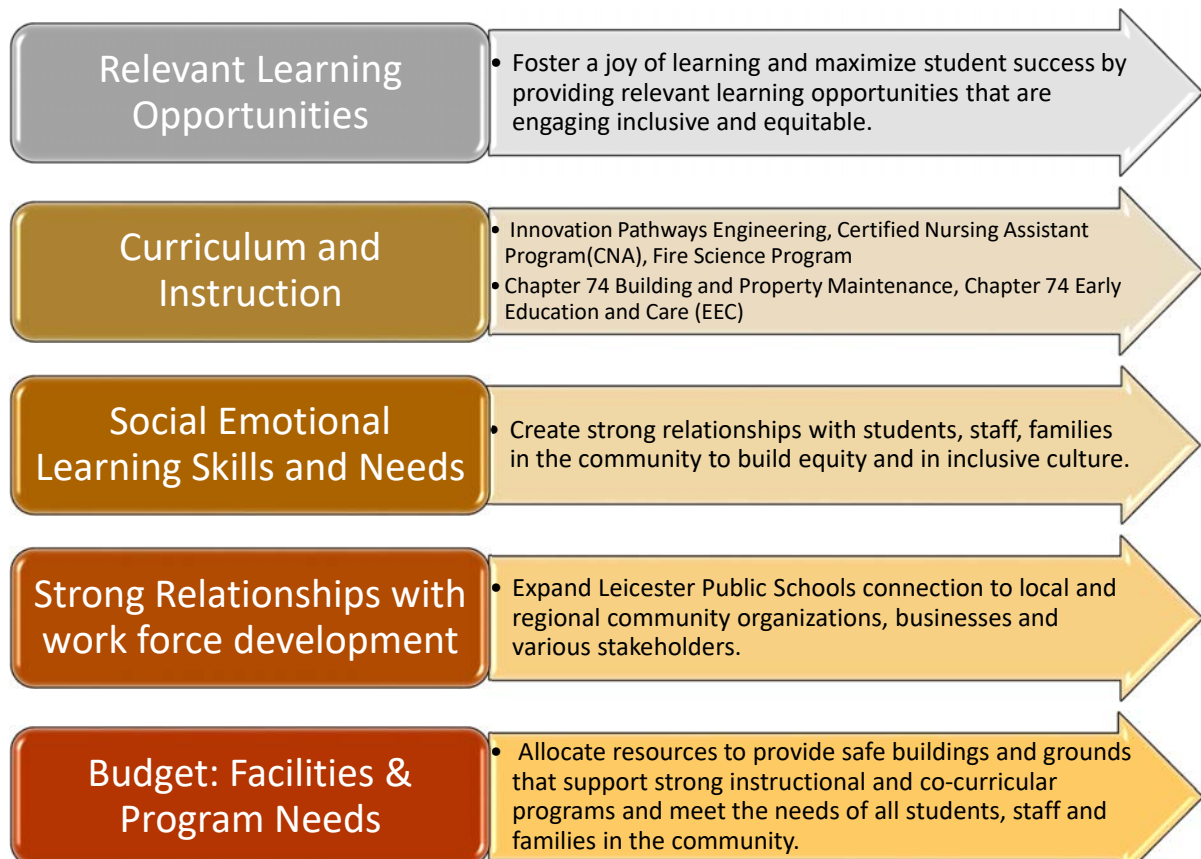 Relevant Learning
Opportunities
• Foster a joy of learning and maximize student success by
providing relevant learning opportunities that are
engaging inclusive and equitable.
Curriculum and
Instruction
• Innovation Pathways Engineering, Certified Nursing Assistant
Program(CNA), Fire Science Program
• Chapter 74 Building and Property Maintenance, Chapter 74 Early
Education and Care (EEC)
Social Emotional
Learning Skills and Needs
• Create strong relationships with students, staff, families
in the community to build equity and in inclusive culture.
Strong Relationships with
work force development
• Expand Leicester Public Schools connection to local and
regional community organizations, businesses and
various stakeholders.
Budget: Facilities &
Program Needs
• Allocate resources to provide safe buildings and grounds
that support strong instructional and co-curricular
programs and meet the needs of all students, staff and
families in the community.